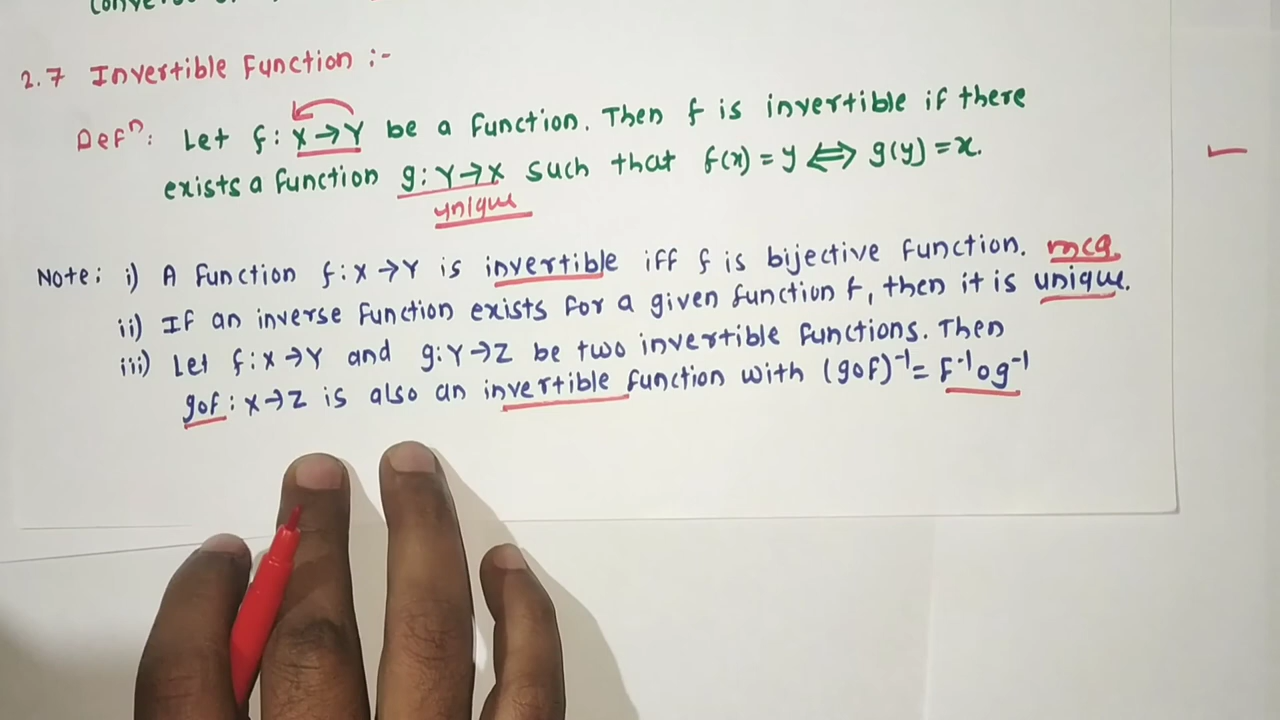 2.7 Invertible Function :-
Defⁿ: Let f: X→Y be a function. Then f is invertible if there
exists a function g: Y→X such that f(x) = y ⟺ g(y) = x.
unique
Note: i) A function f: X→Y is invertible iff f is bijective function. mcq.
ii) If an inverse function exists for a given function f, then it is unique.
iii) Let f: X→Y and g: Y→Z be two invertible functions. Then
gof : X→Z is also an invertible function with (gof)⁻¹ = f⁻¹og⁻¹